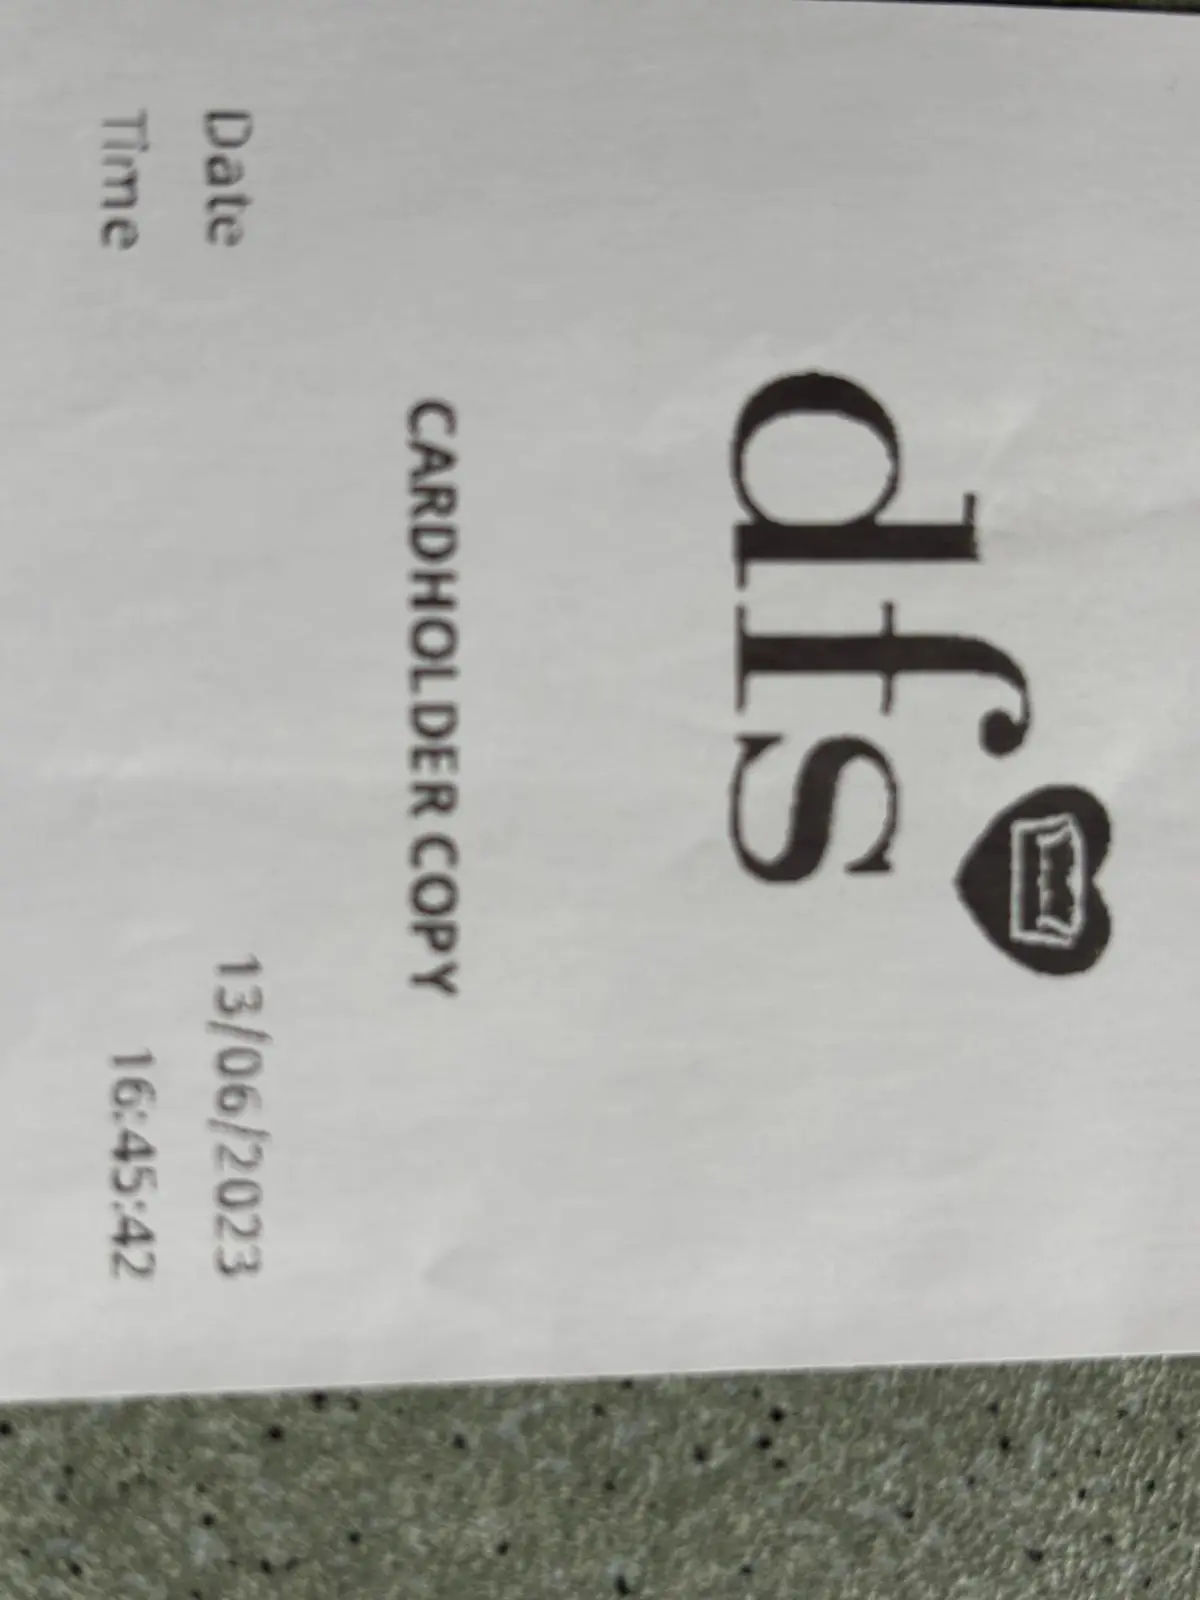 dfs
CARDHOLDER COPY
Date 13/06/2023
Time 16:45:42